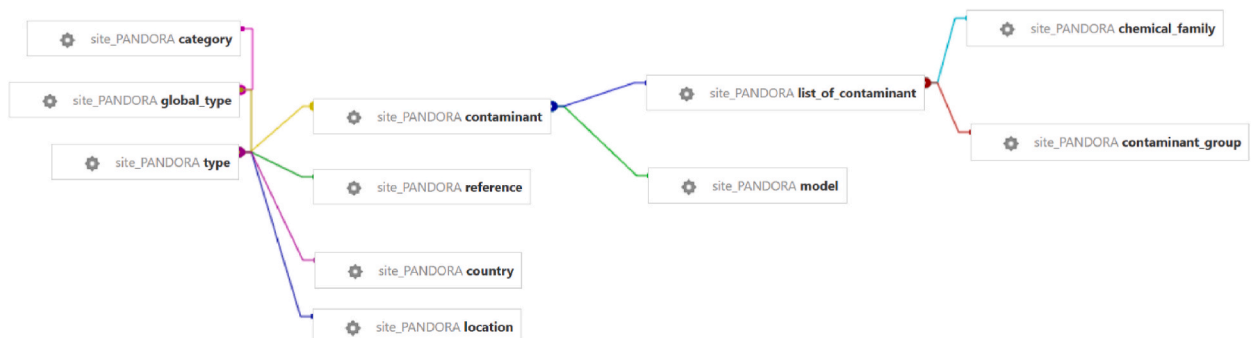 site_PANDORA category
site_PANDORA global_type
site_PANDORA type
site_PANDORA contaminant
site_PANDORA reference
site_PANDORA country
site_PANDORA location
site_PANDORA list_of_contaminant
site_PANDORA model
site_PANDORA chemical_family
site_PANDORA contaminant_group